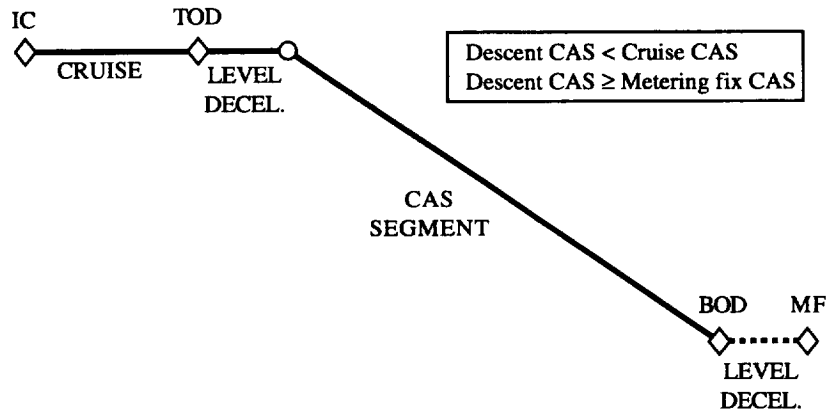 IC
TOD
CRUISE
LEVEL
DECEL.
Descent CAS < Cruise CAS
Descent CAS ≥ Metering fix CAS
CAS
SEGMENT
BOD
MF
LEVEL
DECEL.